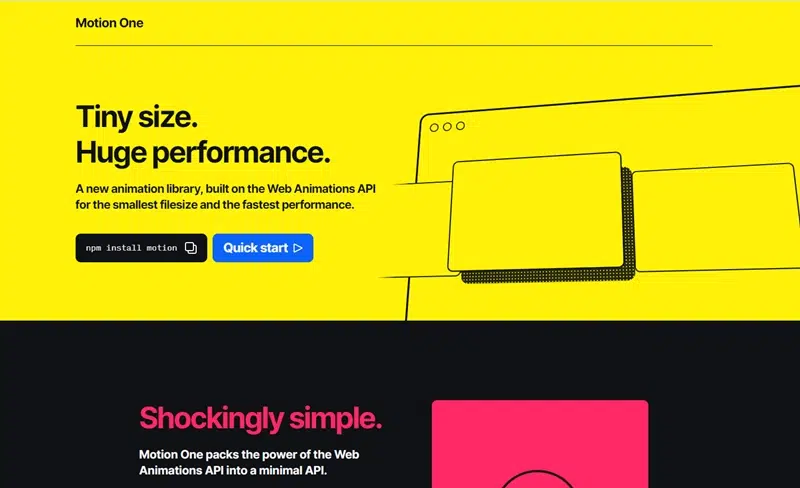 Motion One
Tiny size.
Huge performance.
A new animation library, built on the Web Animations API
for the smallest filesize and the fastest performance.
npm install motion
Quick start
Shockingly simple.
Motion One packs the power of the Web
Animations API into a minimal API.